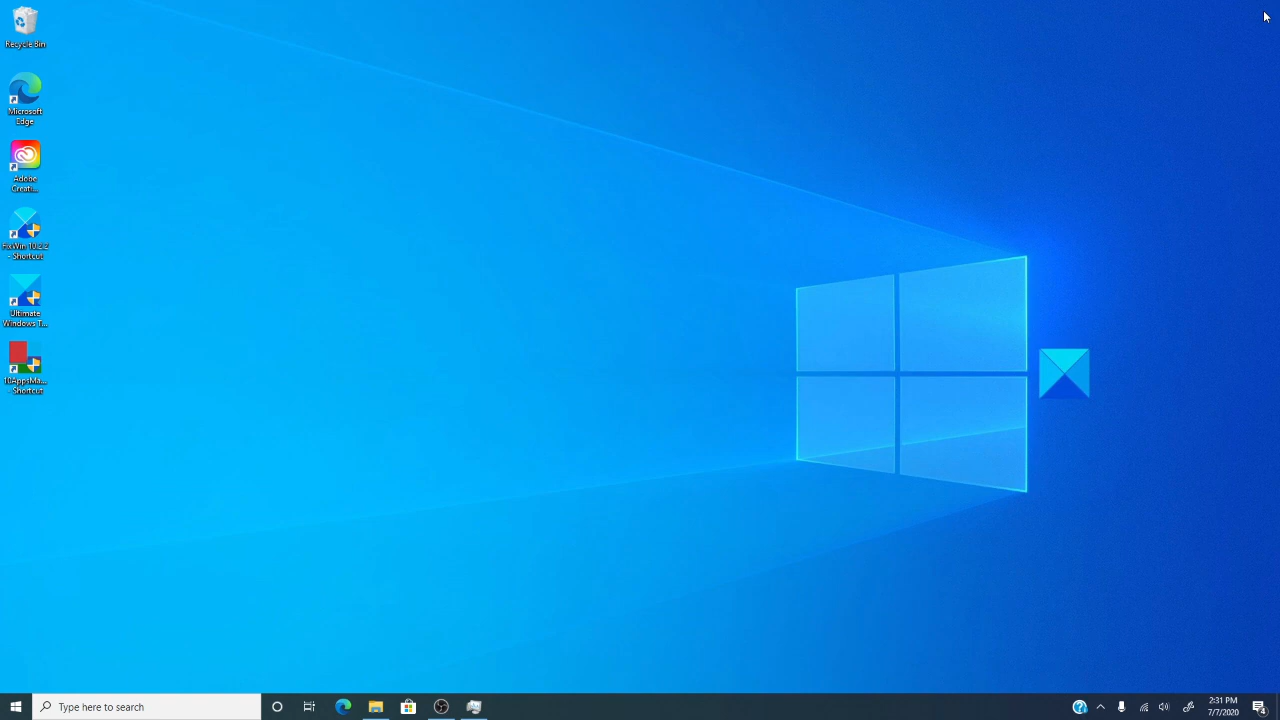 Recycle Bin
Microsoft
Edge
Adobe
Creati...
FixWin 10.2.2
- Shortcut
Ultimate
Windows T...
10AppsMa...
- Shortcut
Type here to search
2:31 PM
7/7/2020
4